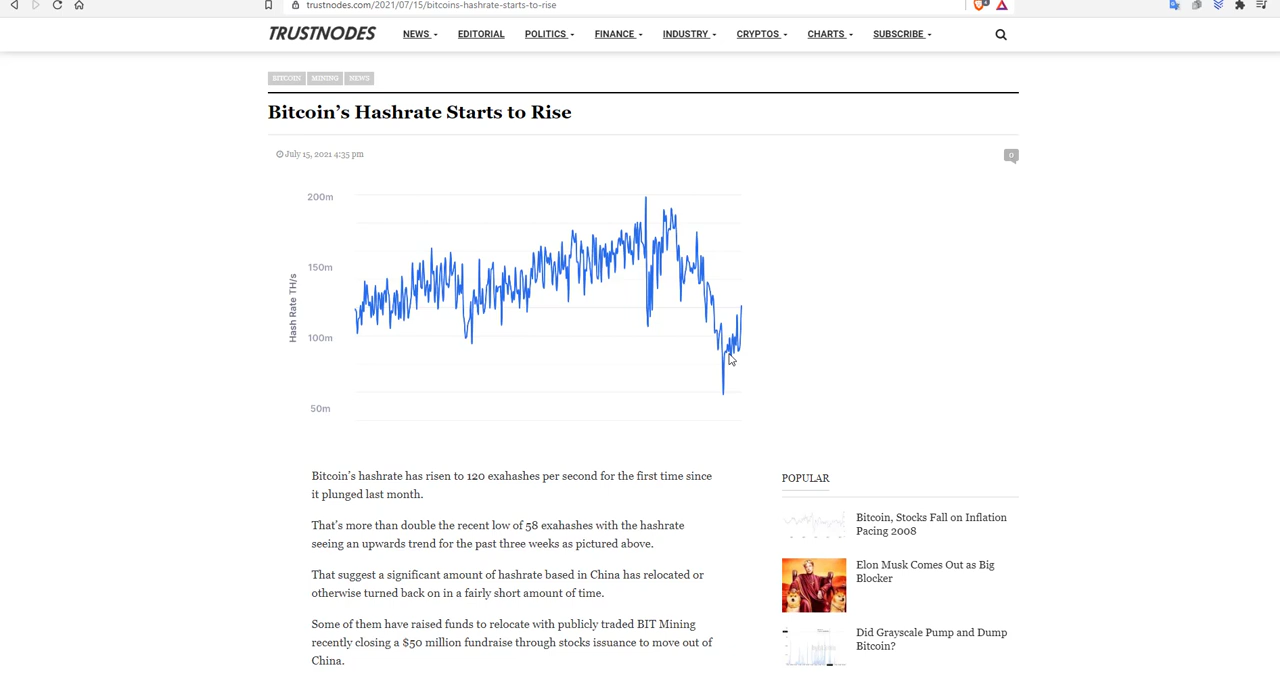 trustnodes.com/2021/07/15/bitcoins-hashrate-starts-to-rise
TRUSTNODES
NEWS
EDITORIAL
POLITICS
FINANCE
INDUSTRY
CRYPTOS
CHARTS
SUBSCRIBE
BITCOIN
MINING
NEWS
Bitcoin's Hashrate Starts to Rise
July 15, 2021 4:35 pm
0
200m
150m
100m
50m
Hash Rate TH/s
Bitcoin's hashrate has risen to 120 exahashes per second for the first time since
it plunged last month.
That's more than double the recent low of 58 exahashes with the hashrate
seeing an upwards trend for the past three weeks as pictured above.
That suggest a significant amount of hashrate based in China has relocated or
otherwise turned back on in a fairly short amount of time.
Some of them have raised funds to relocate with publicly traded BIT Mining
recently closing a $50 million fundraise through stocks issuance to move out of
China.
POPULAR
Bitcoin, Stocks Fall on Inflation
Pacing 2008
Elon Musk Comes Out as Big
Blocker
Did Grayscale Pump and Dump
Bitcoin?